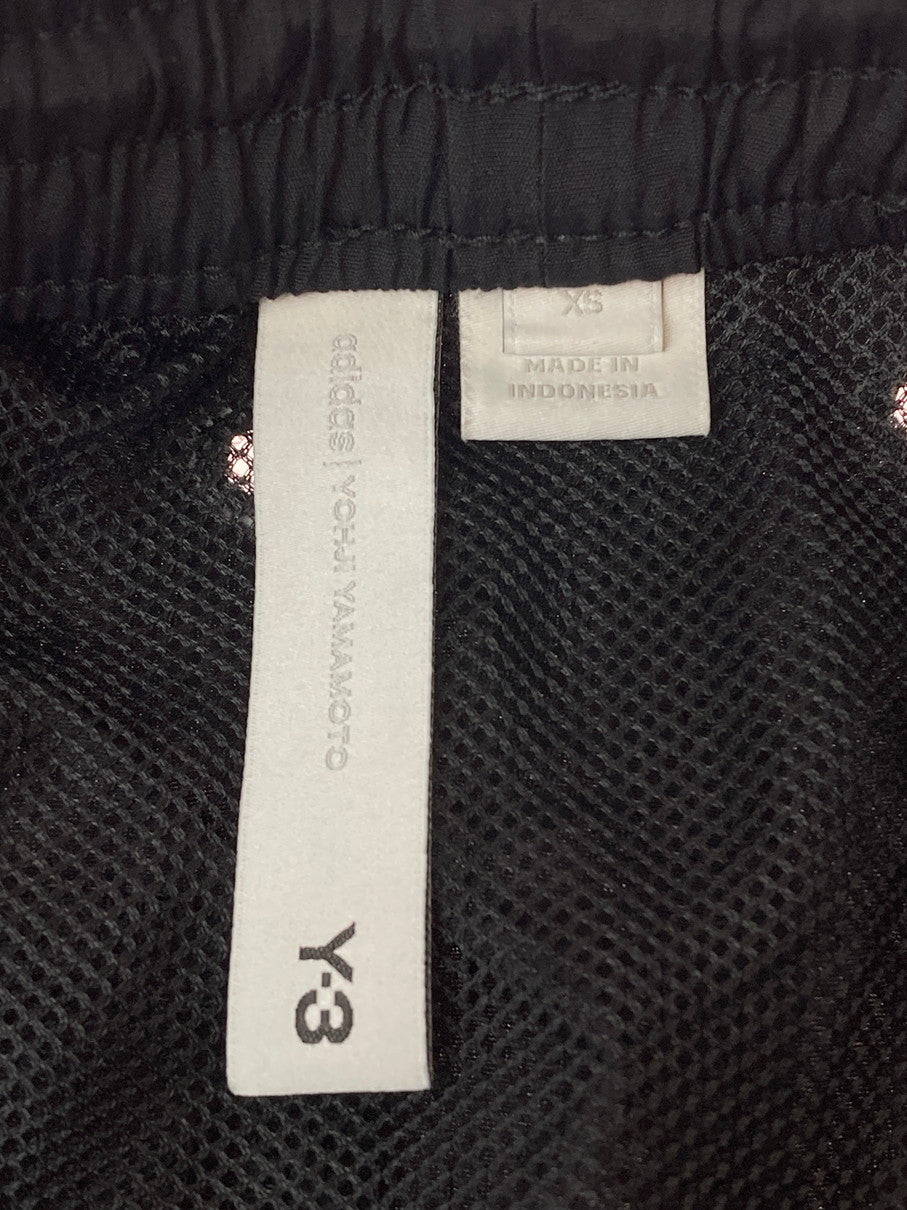 adidas | YOHJI YAMAMOTO
Y-3
XS
MADE IN
INDONESIA